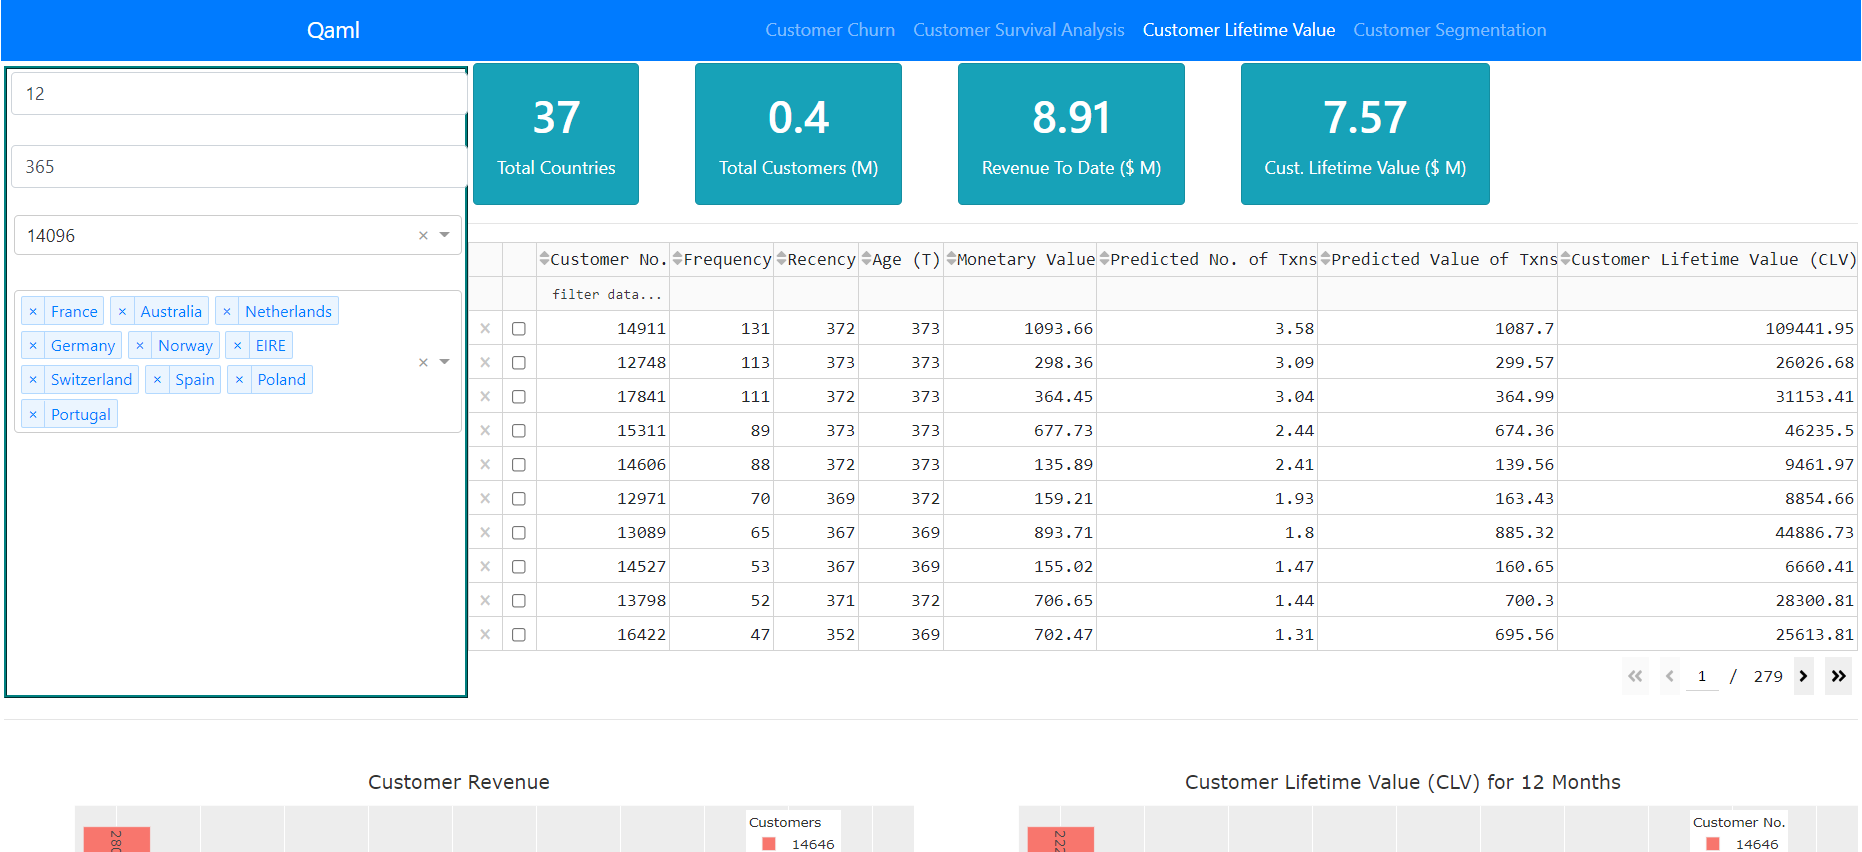 Qaml
Customer Churn Customer Survival Analysis Customer Lifetime Value Customer Segmentation
12
365
14096
× France × Australia × Netherlands
× Germany × Norway × EIRE
× Switzerland × Spain × Poland
× Portugal
37
Total Countries
0.4
Total Customers (M)
8.91
Revenue To Date ($ M)
7.57
Cust. Lifetime Value ($ M)
Customer No. Frequency Recency Age (T) Monetary Value Predicted No. of Txns Predicted Value of Txns Customer Lifetime Value (CLV)
filter data...
14911 131 372 373 1093.66 3.58 1087.7 109441.95
12748 113 373 373 298.36 3.09 299.57 26026.68
17841 111 372 373 364.45 3.04 364.99 31153.41
15311 89 373 373 677.73 2.44 674.36 46235.5
14606 88 372 373 135.89 2.41 139.56 9461.97
12971 70 369 372 159.21 1.93 163.43 8854.66
13089 65 367 369 893.71 1.8 885.32 44886.73
14527 53 367 369 155.02 1.47 160.65 6660.41
13798 52 371 372 706.65 1.44 700.3 28300.81
16422 47 352 369 702.47 1.31 695.56 25613.81
1 / 279
Customer Revenue
Customers
14646
Customer Lifetime Value (CLV) for 12 Months
Customer No.
14646